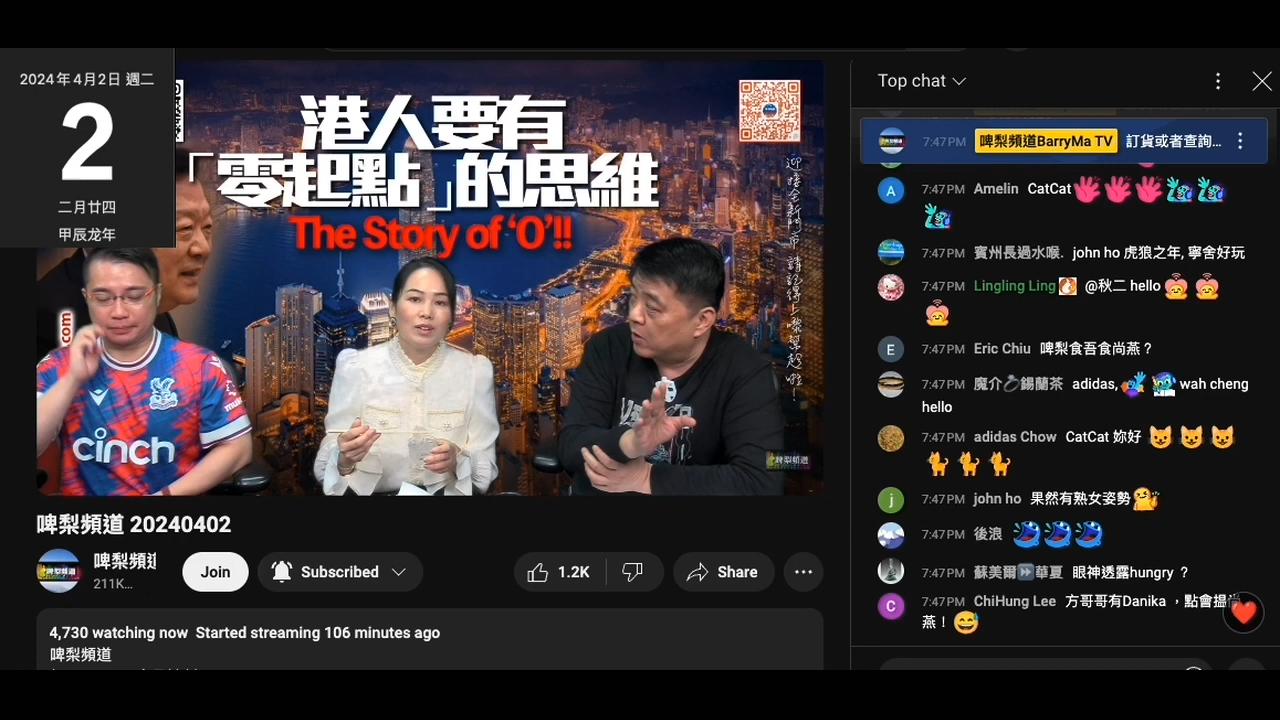 2024年4月2日 週二
2
二月廿四
甲辰龙年
港人要有
「零起點」的思維
The Story of ‘O’!!
.com
cinch
啤梨頻道
啤梨頻道 20240402
啤梨頻道
211K...
Join
Subscribed
1.2K
Share
4,730 watching now Started streaming 106 minutes ago
啤梨頻道
Top chat
7:47PM 啤梨頻道BarryMa TV 訂貨或者查詢...
7:47PM Amelin CatCat
7:47PM 賓州長過水喉. john ho 虎狼之年, 寧舍好玩
7:47PM Lingling Ling @秋二 hello
7:47PM Eric Chiu 啤梨食吾食尚燕？
7:47PM 魔介💍錫蘭茶 adidas, wah cheng
hello
7:47PM adidas Chow CatCat 妳好 😺 😺 😺
🐈 🐈 🐈
7:47PM john ho 果然有熟女姿勢
7:47PM 後浪
7:47PM 蘇美爾⏩華夏 眼神透露hungry ？
7:47PM ChiHung Lee 方哥哥有Danika ，點會搵尚
燕！😅